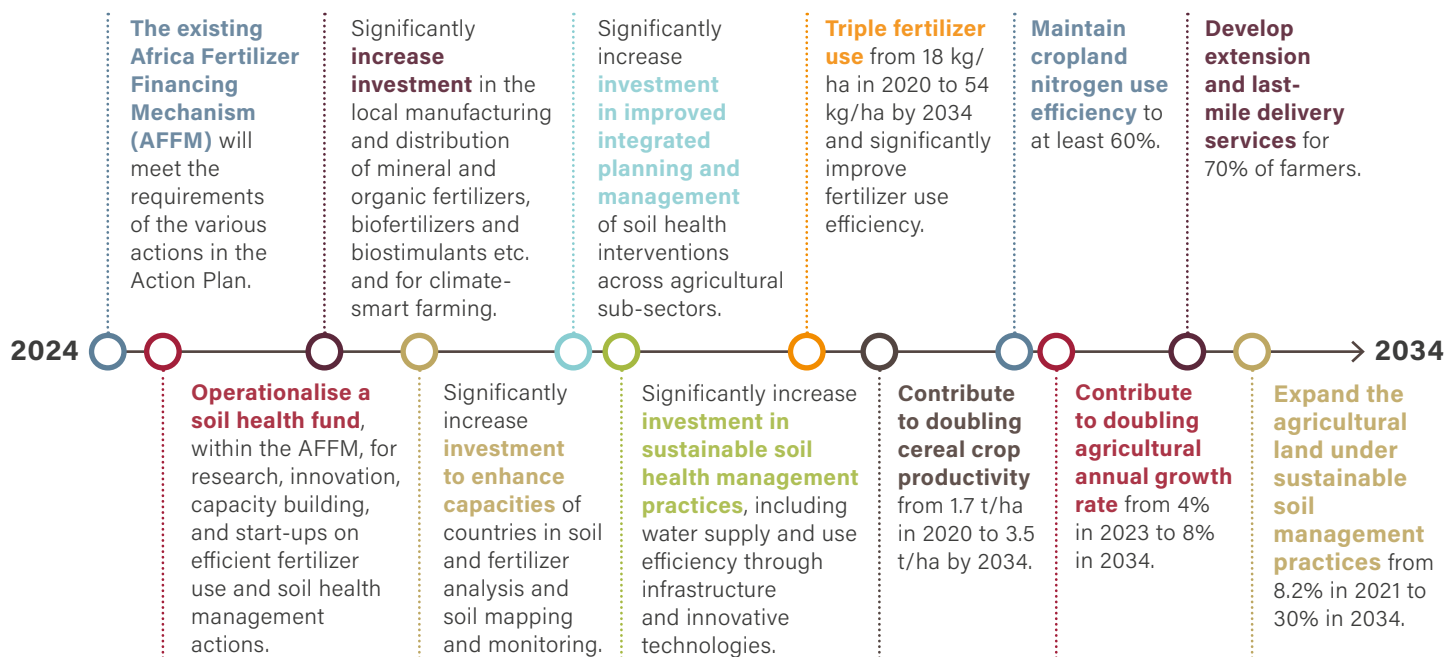 The existing
Africa Fertilizer
Financing
Mechanism
(AFFM) will
meet the
requirements
of the various
actions in the
Action Plan.
Significantly
increase
investment in the
local manufacturing
and distribution
of mineral and
organic fertilizers,
biofertilizers and
biostimulants etc.
and for climate-
smart farming.
Significantly
increase
investment
in improved
integrated
planning and
management
of soil health
interventions
across agricultural
sub-sectors.
Triple fertilizer
use from 18 kg/
ha in 2020 to 54
kg/ha by 2034
and significantly
improve
fertilizer use
efficiency.
Maintain
cropland
nitrogen use
efficiency to
at least 60%.
Develop
extension
and last-
mile delivery
services for
70% of farmers.
2024
2034
Operationalise a
soil health fund,
within the AFFM, for
research, innovation,
capacity building,
and start-ups on
efficient fertilizer
use and soil health
management
actions.
Significantly
increase
investment
to enhance
capacities of
countries in soil
and fertilizer
analysis and
soil mapping
and monitoring.
Significantly increase
investment in
sustainable soil
health management
practices, including
water supply and use
efficiency through
infrastructure
and innovative
technologies.
Contribute
to doubling
cereal crop
productivity
from 1.7 t/ha
in 2020 to 3.5
t/ha by 2034.
Contribute
to doubling
agricultural
annual growth
rate from 4%
in 2023 to 8%
in 2034.
Expand the
agricultural
land under
sustainable
soil
management
practices from
8.2% in 2021 to
30% in 2034.